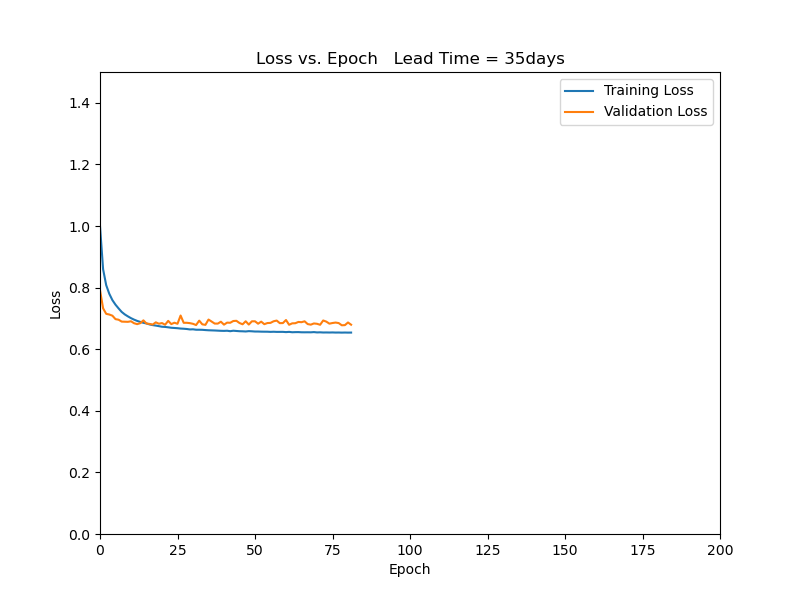 Loss vs. Epoch   Lead Time = 35days
Training Loss
Validation Loss
Loss
1.4
1.2
1.0
0.8
0.6
0.4
0.2
0.0
0 25 50 75 100 125 150 175 200
Epoch